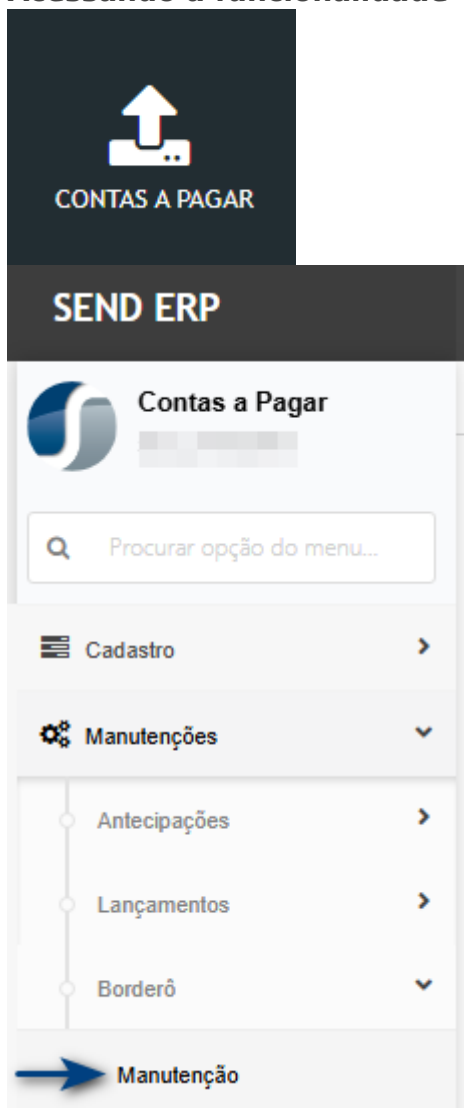 Acessando a funcionalidade
CONTAS A PAGAR
SEND ERP
Contas a Pagar
Procurar opção do menu...
Cadastro
Manutenções
Antecipações
Lançamentos
Borderô
Manutenção